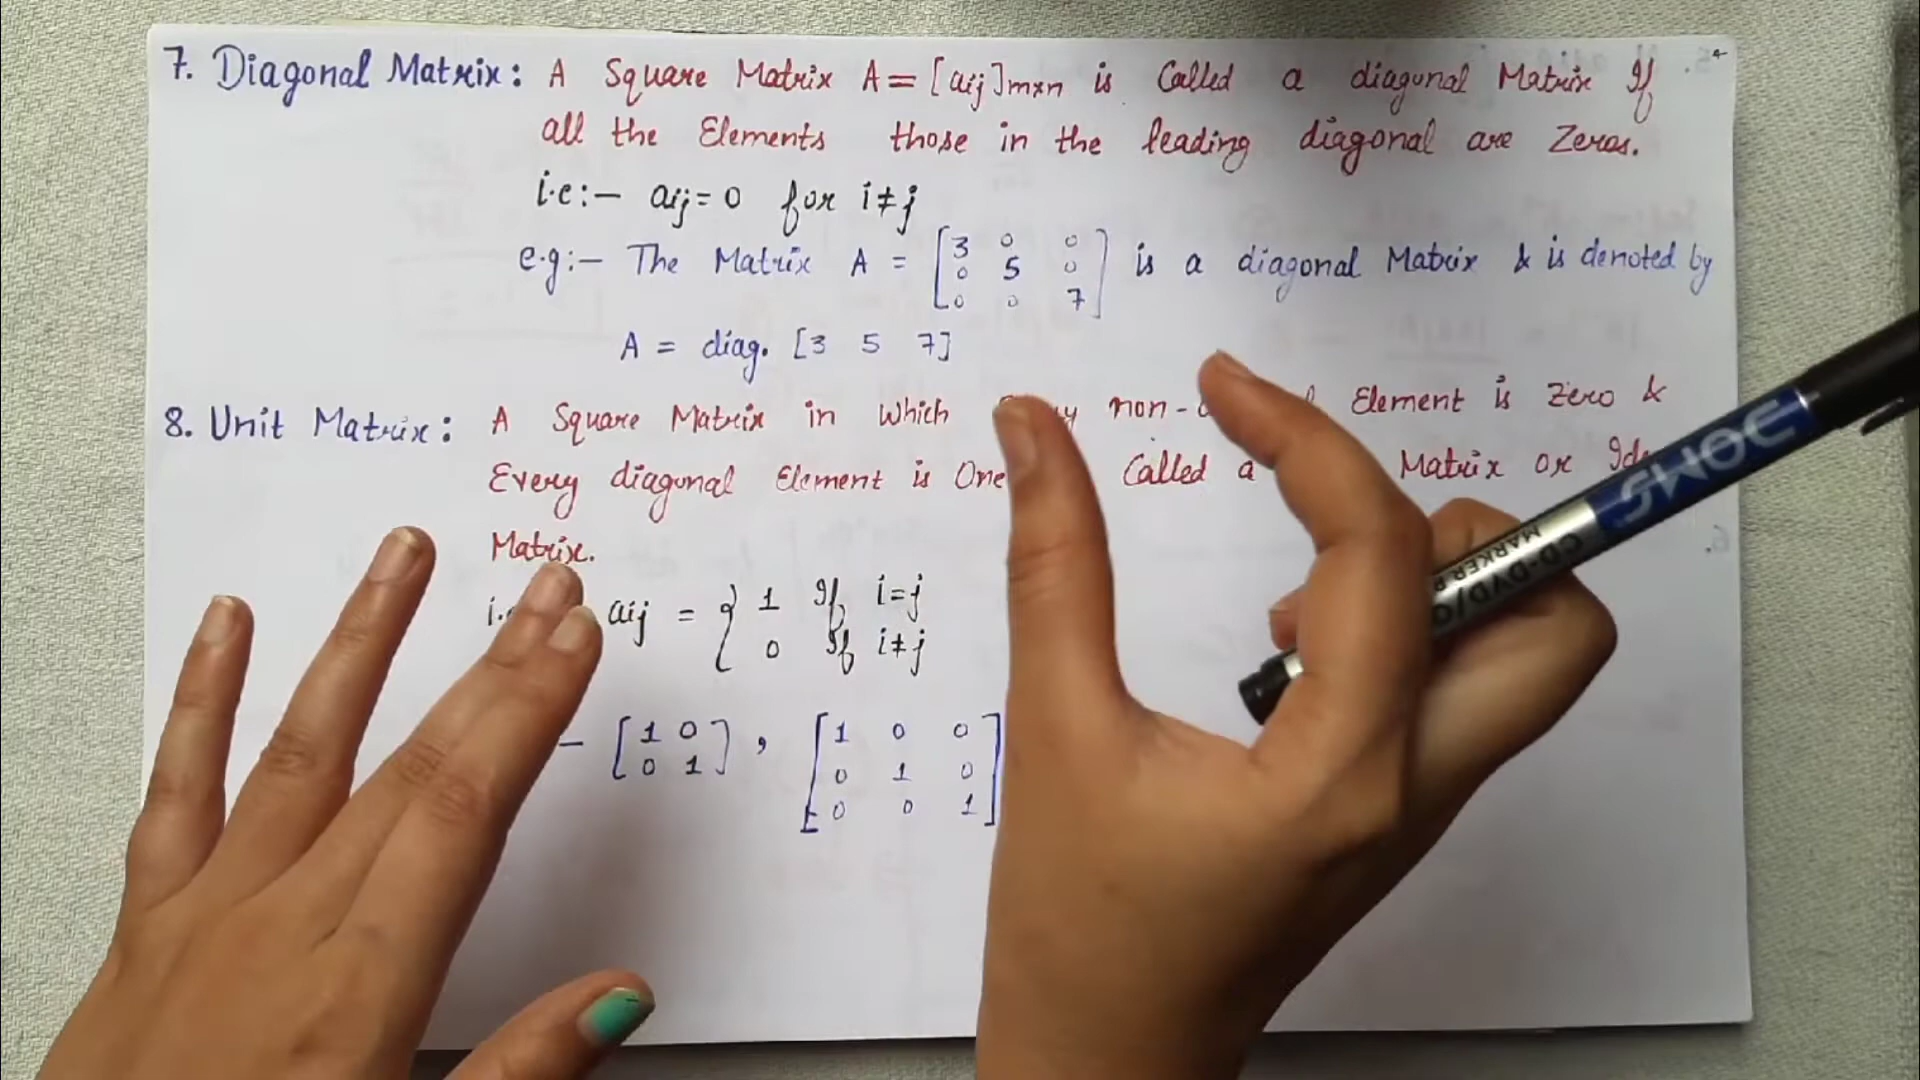 7. Diagonal Matrix: A Square Matrix A = [aij]m×n is Called a diagonal Matrix If
all the Elements those in the leading diagonal are Zeros.
i.e:- aij = 0 for i ≠ j
e.g:- The Matrix A = [3 0 0
0 5 0
0 0 7] is a diagonal Matrix & is denoted by
A = diag. [3 5 7]
8. Unit Matrix: A Square Matrix in Which non- Element is Zero &
Every diagonal Element is One Called a Matrix or
Matrix.
aij = { 1 If i = j
0 If i ≠ j
- [1 0
0 1] , [1 0 0
0 1 0
0 0 1]
DOMS
CD-DVD/O
MARKER P